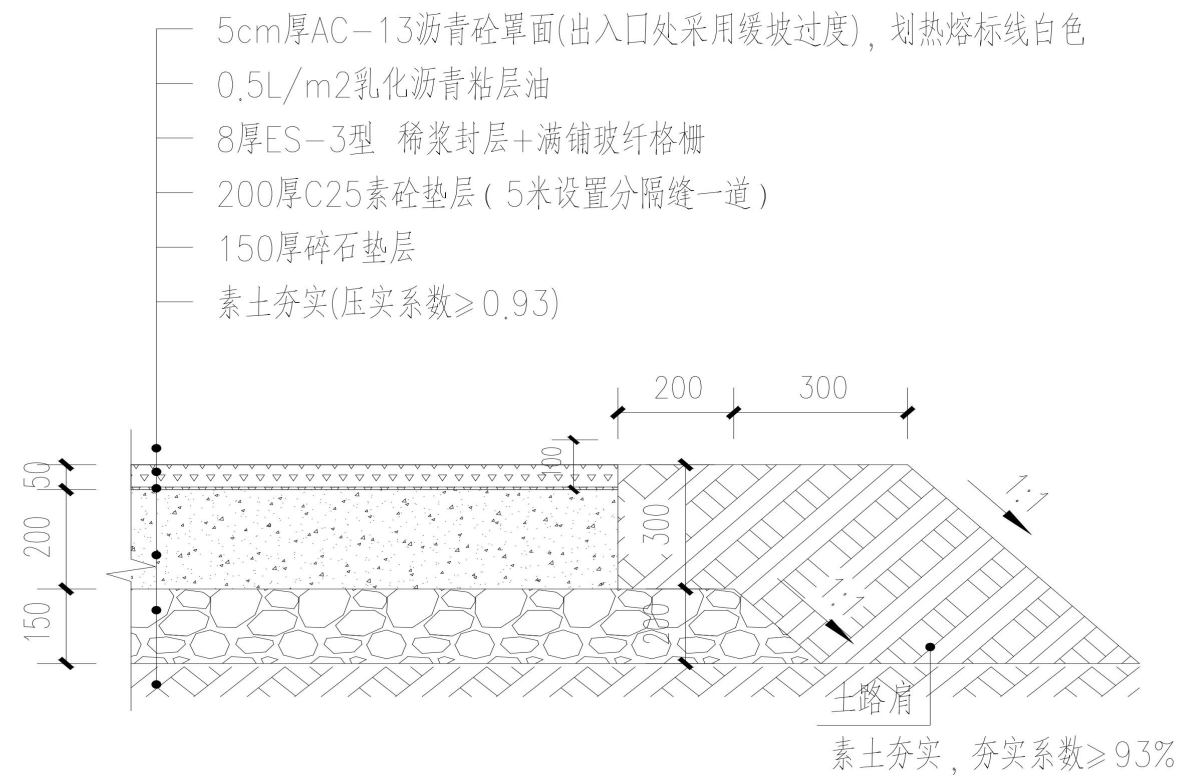 5cm厚AC-13沥青砼罩面(出入口处采用缓坡过度)，划热熔标线白色
0.5L/m2乳化沥青粘层油
8厚ES-3型 稀浆封层+满铺玻纤格栅
200厚C25素砼垫层( 5米设置分隔缝一道)
150厚碎石垫层
素土夯实(压实系数≥0.93)
200 300
100
50
1:1
200
300
1:1
150
200
土路肩
素土夯实，夯实系数≥93%